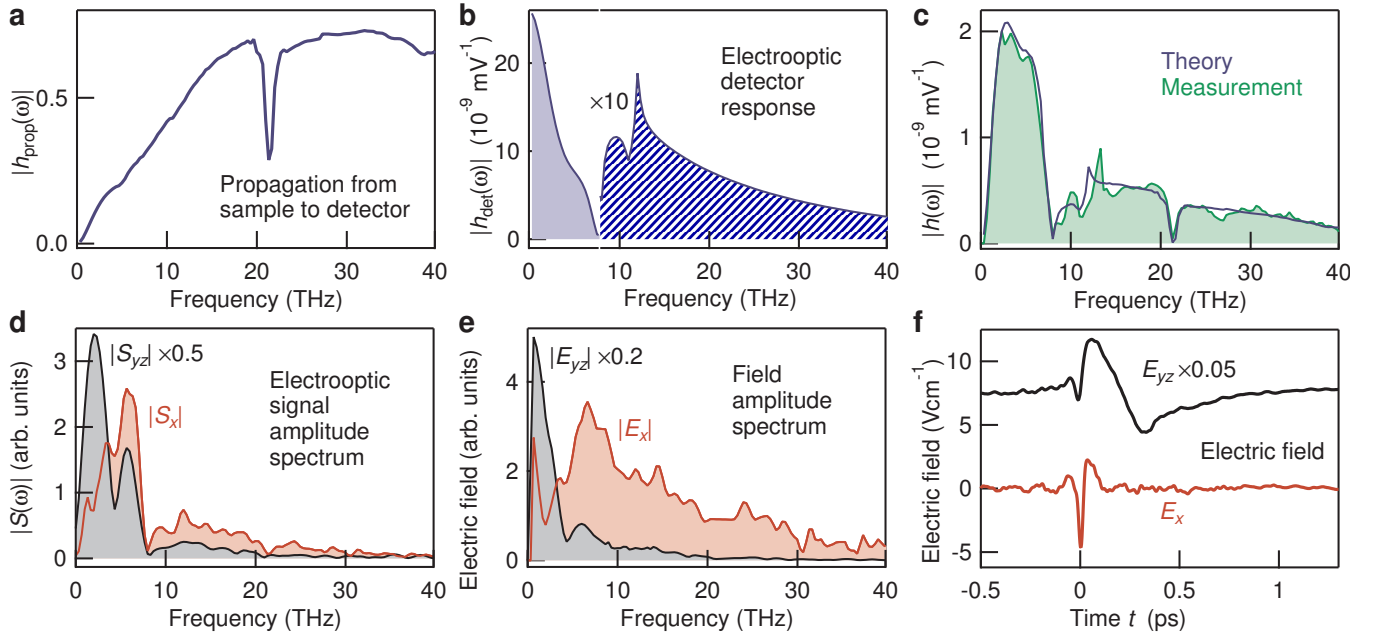 a
|h_prop(ω)|
0.5
0.0
Propagation from
sample to detector
0 10 20 30 40
Frequency (THz)
b
|h_det(ω)| (10^-9 mV^-1)
20
10
0
×10
Electrooptic
detector
response
0 10 20 30 40
Frequency (THz)
c
|h(ω)| (10^-9 mV^-1)
2
1
0
Theory
Measurement
0 10 20 30 40
Frequency (THz)
d
|S(ω)| (arb. units)
3
2
1
0
|S_yz| ×0.5
|S_x|
Electrooptic
signal
amplitude
spectrum
0 10 20 30 40
Frequency (THz)
e
Electric field (arb. units)
4
2
0
|E_yz| ×0.2
|E_x|
Field
amplitude
spectrum
0 10 20 30 40
Frequency (THz)
f
Electric field (Vcm^-1)
10
5
0
-5
E_yz ×0.05
Electric field
E_x
-0.5 0 0.5 1
Time t (ps)